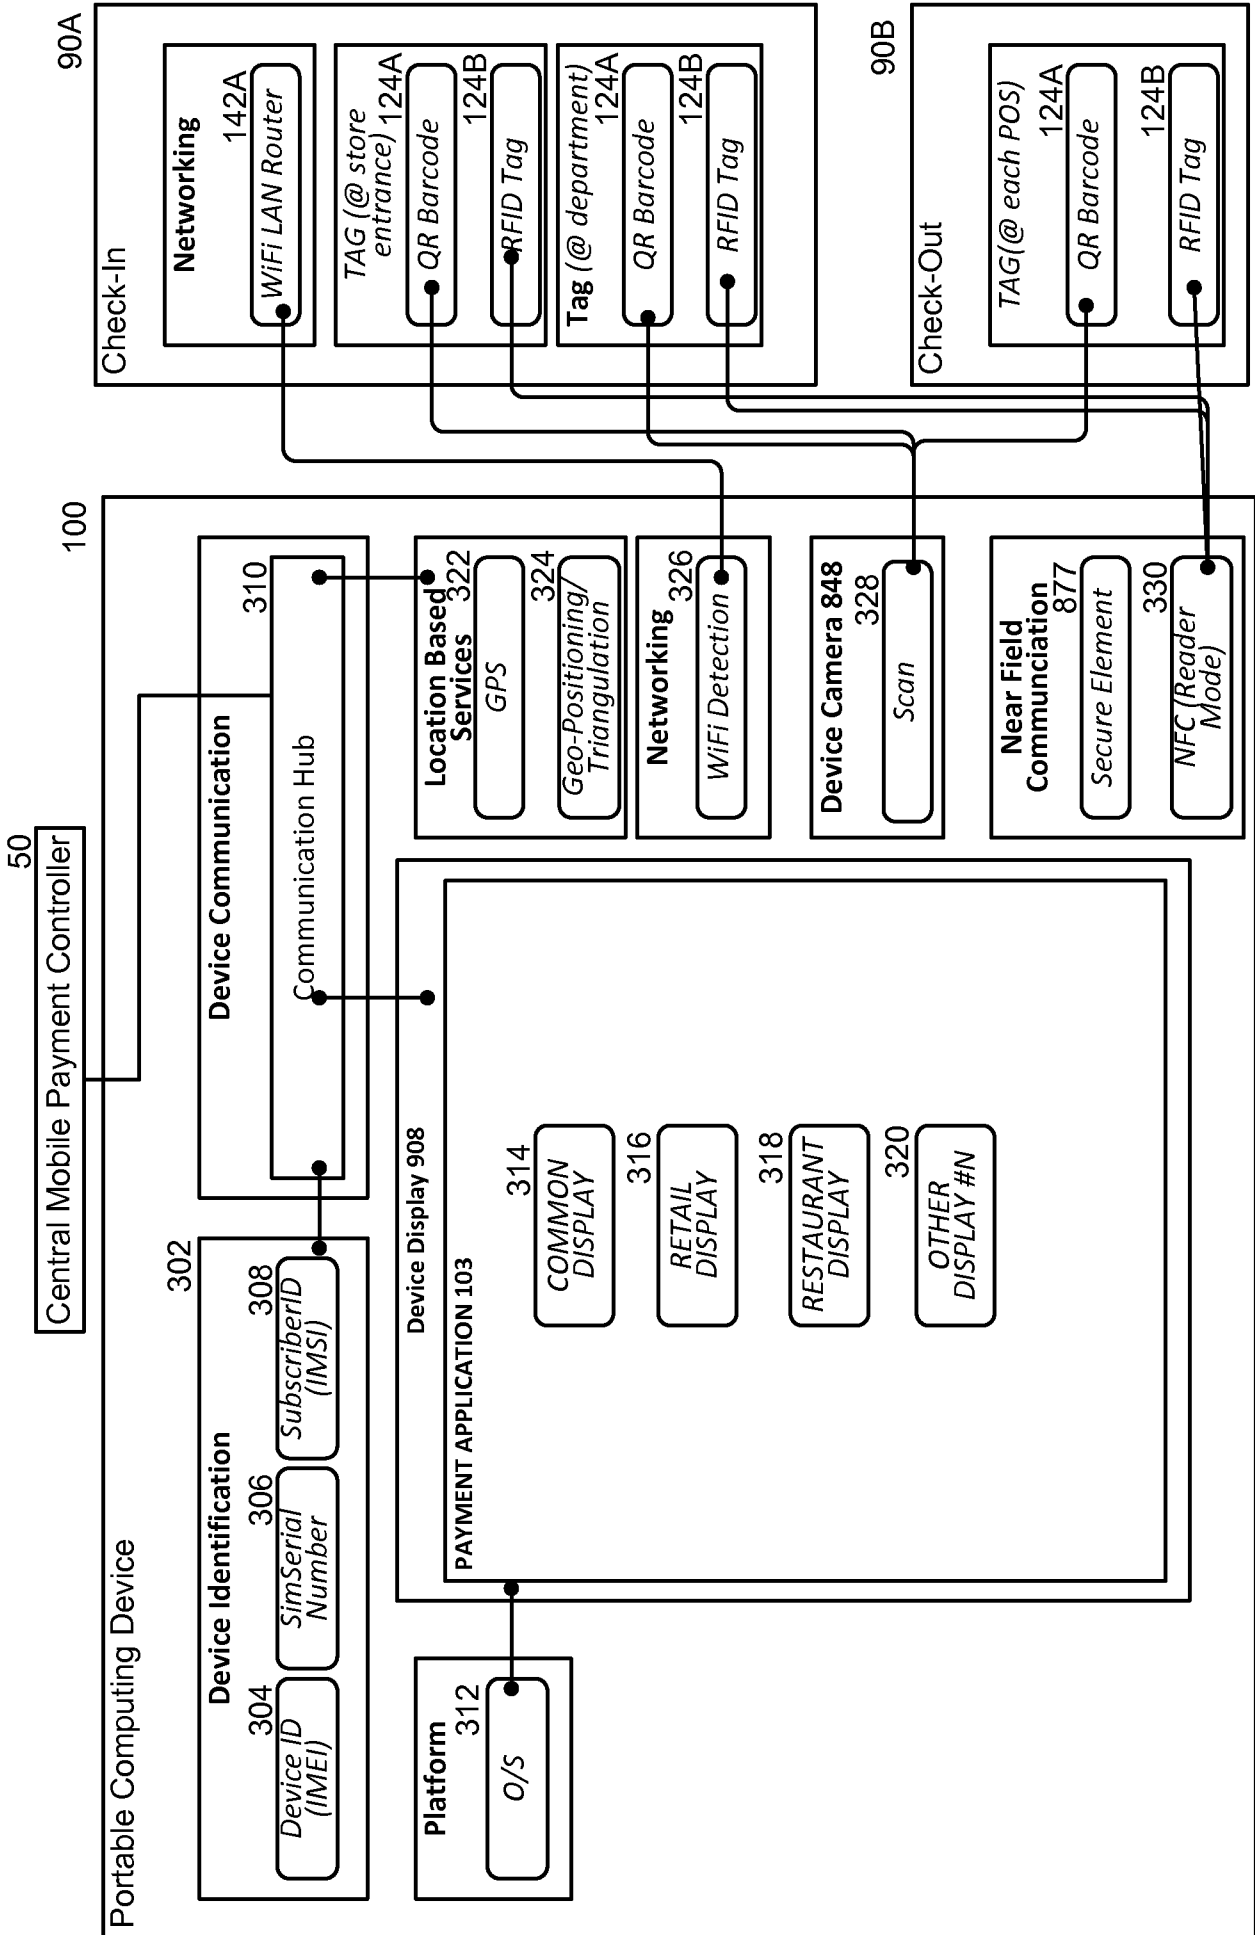 50
Central Mobile Payment Controller
Portable Computing Device
100
Device Identification
302
304
Device ID
(IMEI)
306
SimSerial
Number
308
SubscriberID
(IMSI)
Device Communication
310
Communication Hub
Platform
312
O/S
Device Display 908
PAYMENT APPLICATION 103
314
COMMON
DISPLAY
316
RETAIL
DISPLAY
318
RESTAURANT
DISPLAY
320
OTHER
DISPLAY #N
Location Based
Services
322
GPS
324
Geo-Positioning/
Triangulation
Networking
326
WiFi Detection
Device Camera 848
328
Scan
Near Field
Communciation
877
Secure Element
330
NFC (Reader
Mode)
Check-In
90A
Networking
142A
WiFi LAN Router
TAG (@ store
entrance)
124A
QR Barcode
124B
RFID Tag
Tag (@ department)
124A
QR Barcode
124B
RFID Tag
Check-Out
90B
TAG(@ each POS)
124A
QR Barcode
124B
RFID Tag